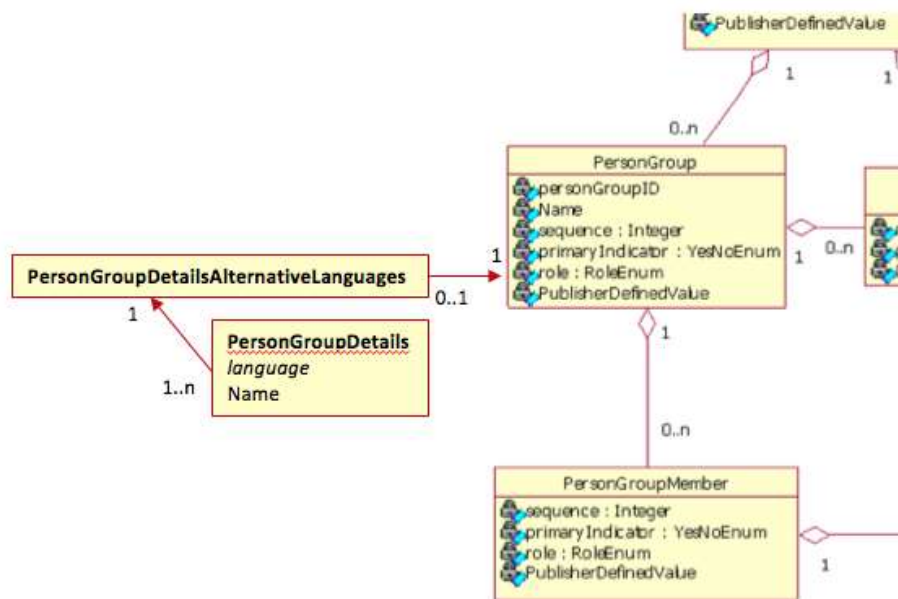 PublisherDefinedValue
1
1
0..n
PersonGroup
personGroupID
Name
sequence : Integer
primaryIndicator : YesNoEnum
role : RoleEnum
PublisherDefinedValue
1
0..n
1
PersonGroupDetailsAlternativeLanguages
0..1
1
PersonGroupDetails
language
Name
1..n
1
0..n
PersonGroupMember
sequence : Integer
primaryIndicator : YesNoEnum
role : RoleEnum
PublisherDefinedValue
1